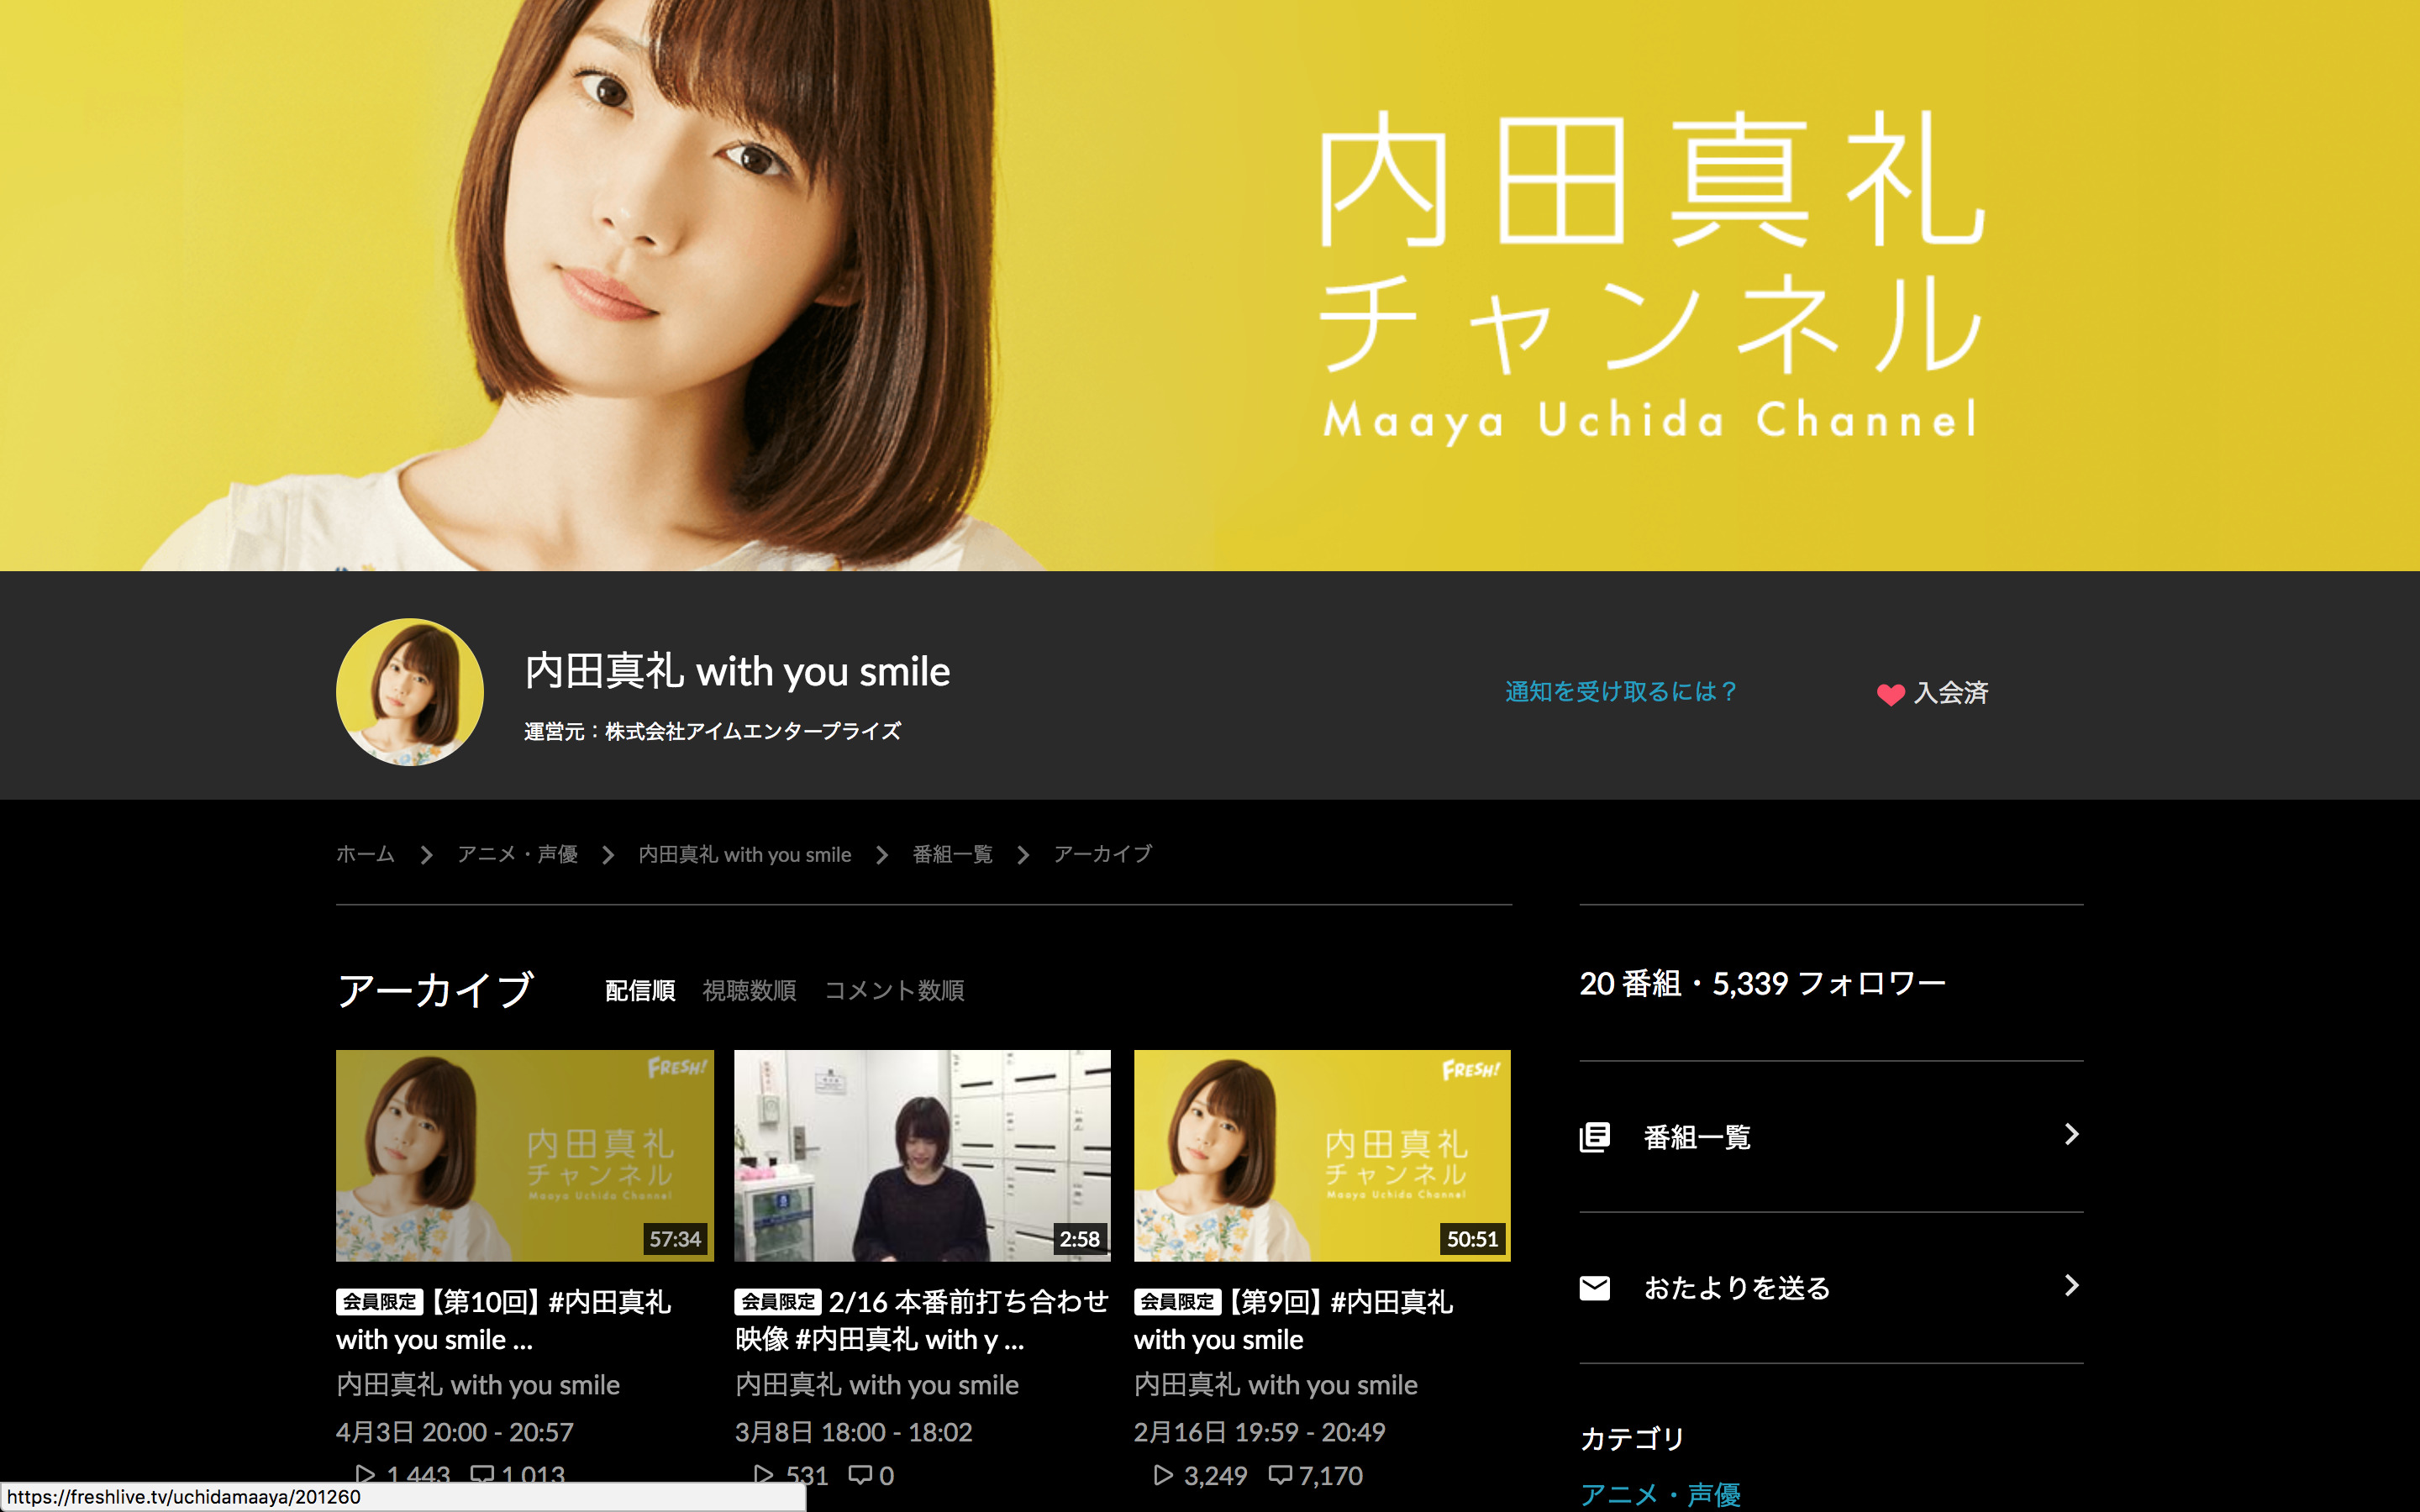 内田真礼
チャンネル
Maaya Uchida Channel
内田真礼 with you smile
運営元：株式会社アイムエンタープライズ
通知を受け取るには？
入会済
ホーム
アニメ・声優
内田真礼 with you smile
番組一覧
アーカイブ
アーカイブ
配信順
視聴数順
コメント数順
FRESH!
内田真礼
チャンネル
Maaya Uchida Channel
57:34
会員限定【第10回】#内田真礼
with you smile ...
内田真礼 with you smile
4月3日 20:00 - 20:57
1,443
1,013
2:58
会員限定 2/16 本番前打ち合わせ
映像 #内田真礼 with y ...
内田真礼 with you smile
3月8日 18:00 - 18:02
531
0
FRESH!
内田真礼
チャンネル
Maaya Uchida Channel
50:51
会員限定【第9回】#内田真礼
with you smile
内田真礼 with you smile
2月16日 19:59 - 20:49
3,249
7,170
20 番組・5,339 フォロワー
番組一覧
おたよりを送る
カテゴリ
アニメ・声優
https://freshlive.tv/uchidamaaya/201260